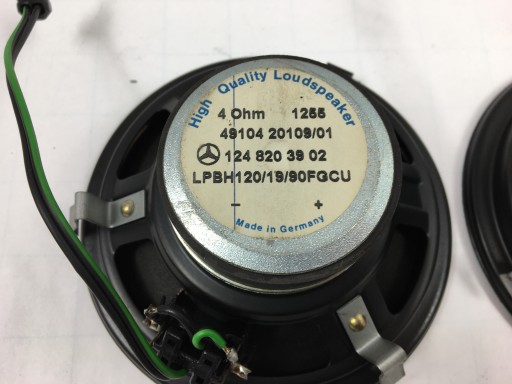 High Quality Loudspeaker
4 Ohm 1255
49104 20109/01
124 820 39 02
LPBH120/19/90FGCU
- +
Made in Germany